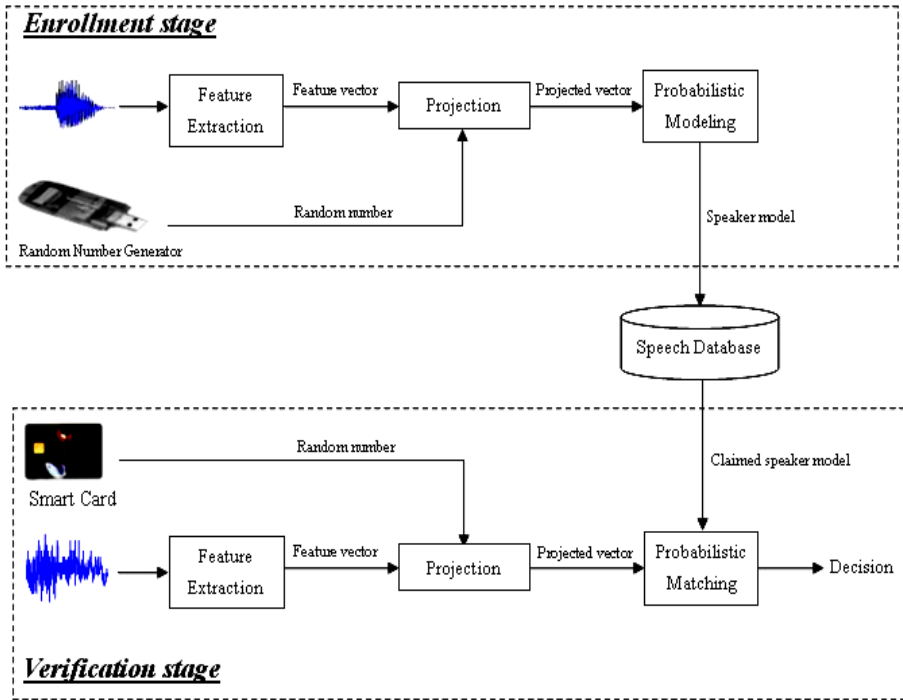 Enrollment stage
Feature
Extraction
Feature vector
Projection
Projected vector
Probabilistic
Modeling
Random number
Random Number Generator
Speaker model
Speech Database
Random number
Claimed speaker model
Smart Card
Feature
Extraction
Feature vector
Projection
Projected vector
Probabilistic
Matching
Decision
Verification stage